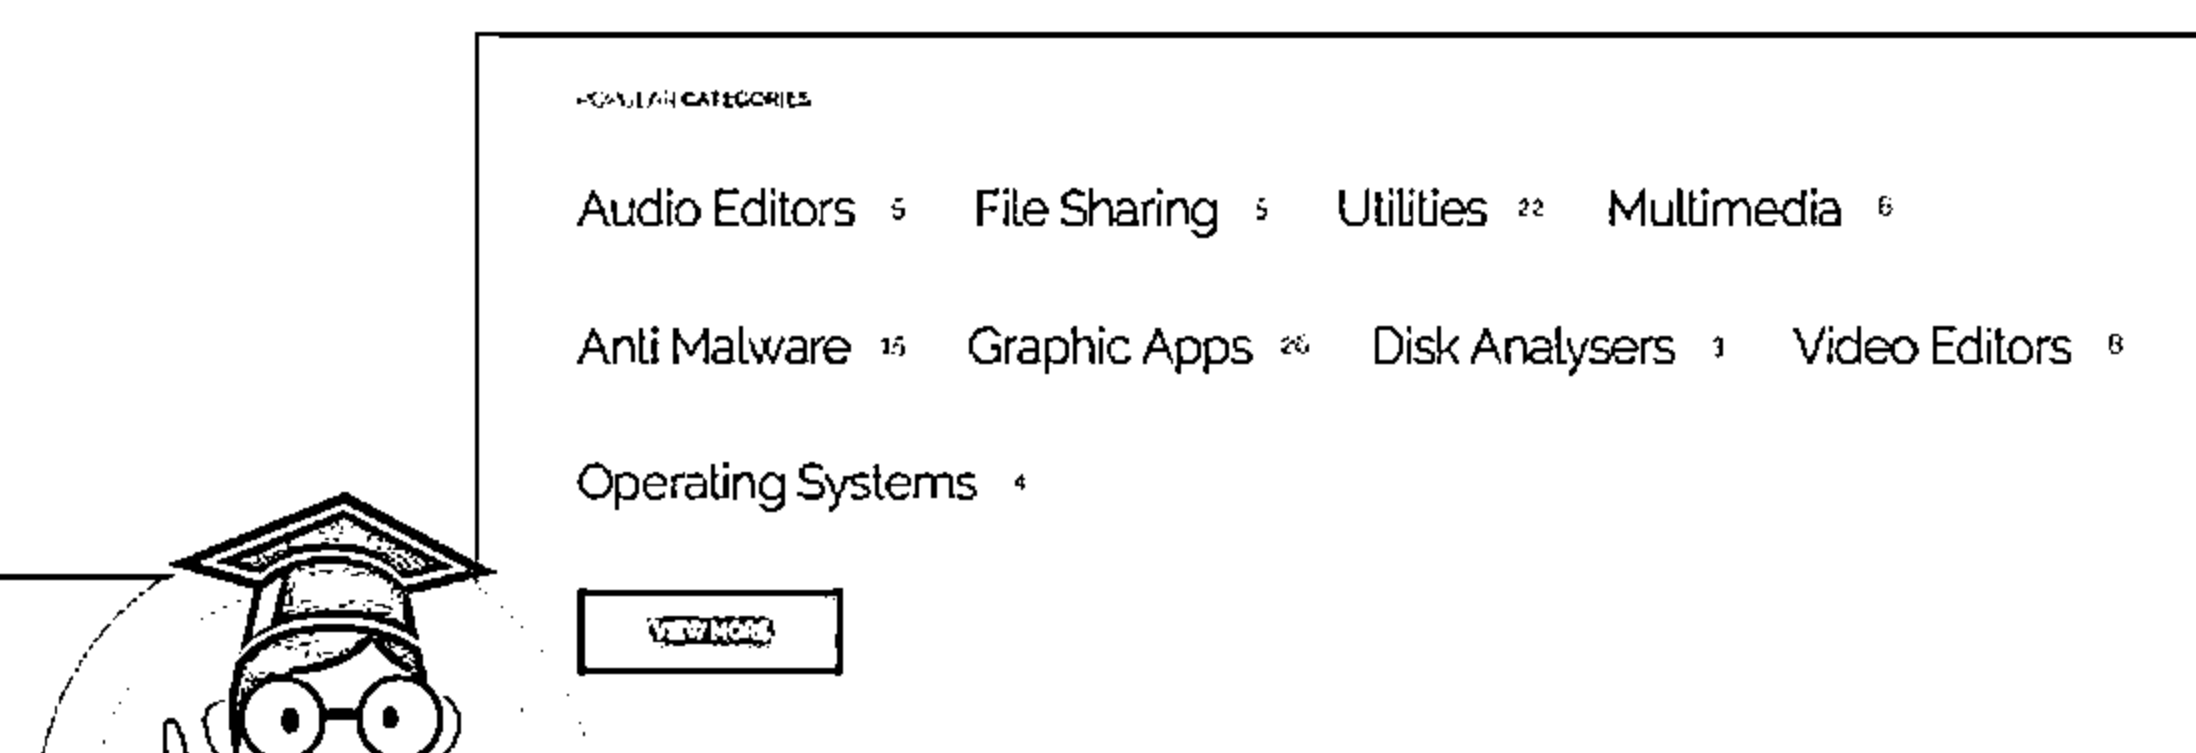 POPULAR CATEGORIES
Audio Editors 5 File Sharing 5 Utilities 22 Multimedia 6
Anti Malware 15 Graphic Apps 26 Disk Analysers Video Editors 8
Operating Systems 4
VIEW MORE